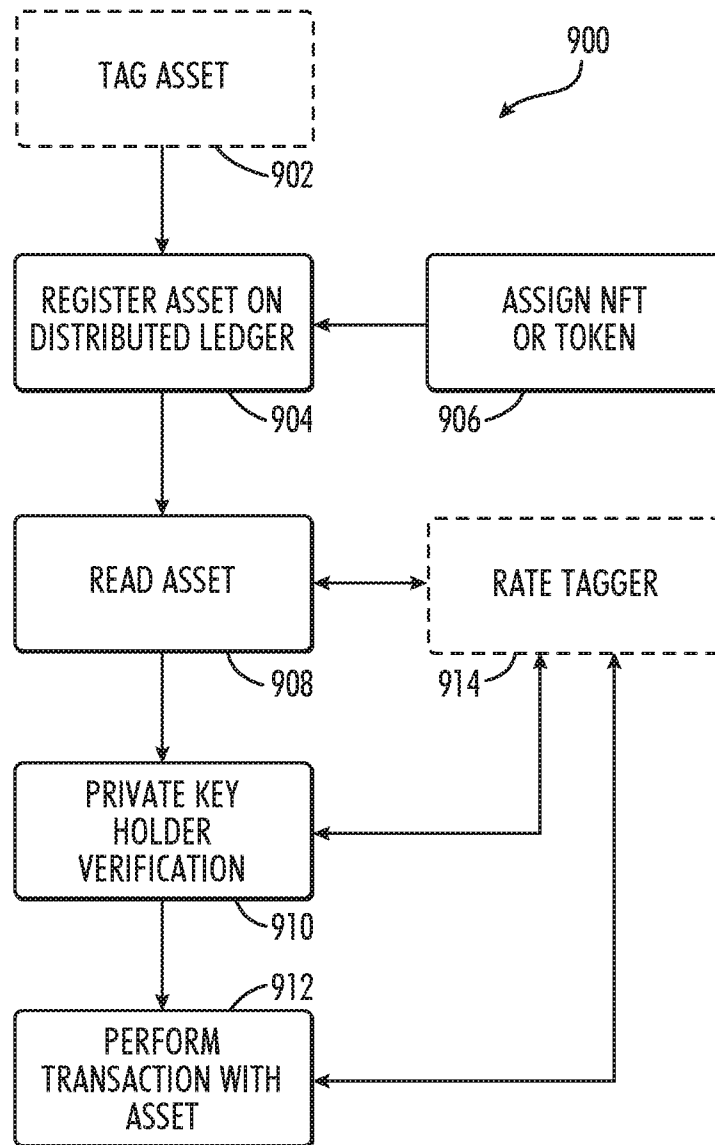 TAG ASSET
900
902
REGISTER ASSET ON
DISTRIBUTED LEDGER
904
ASSIGN NFT
OR TOKEN
906
READ ASSET
908
RATE TAGGER
914
PRIVATE KEY
HOLDER
VERIFICATION
910
912
PERFORM
TRANSACTION WITH
ASSET